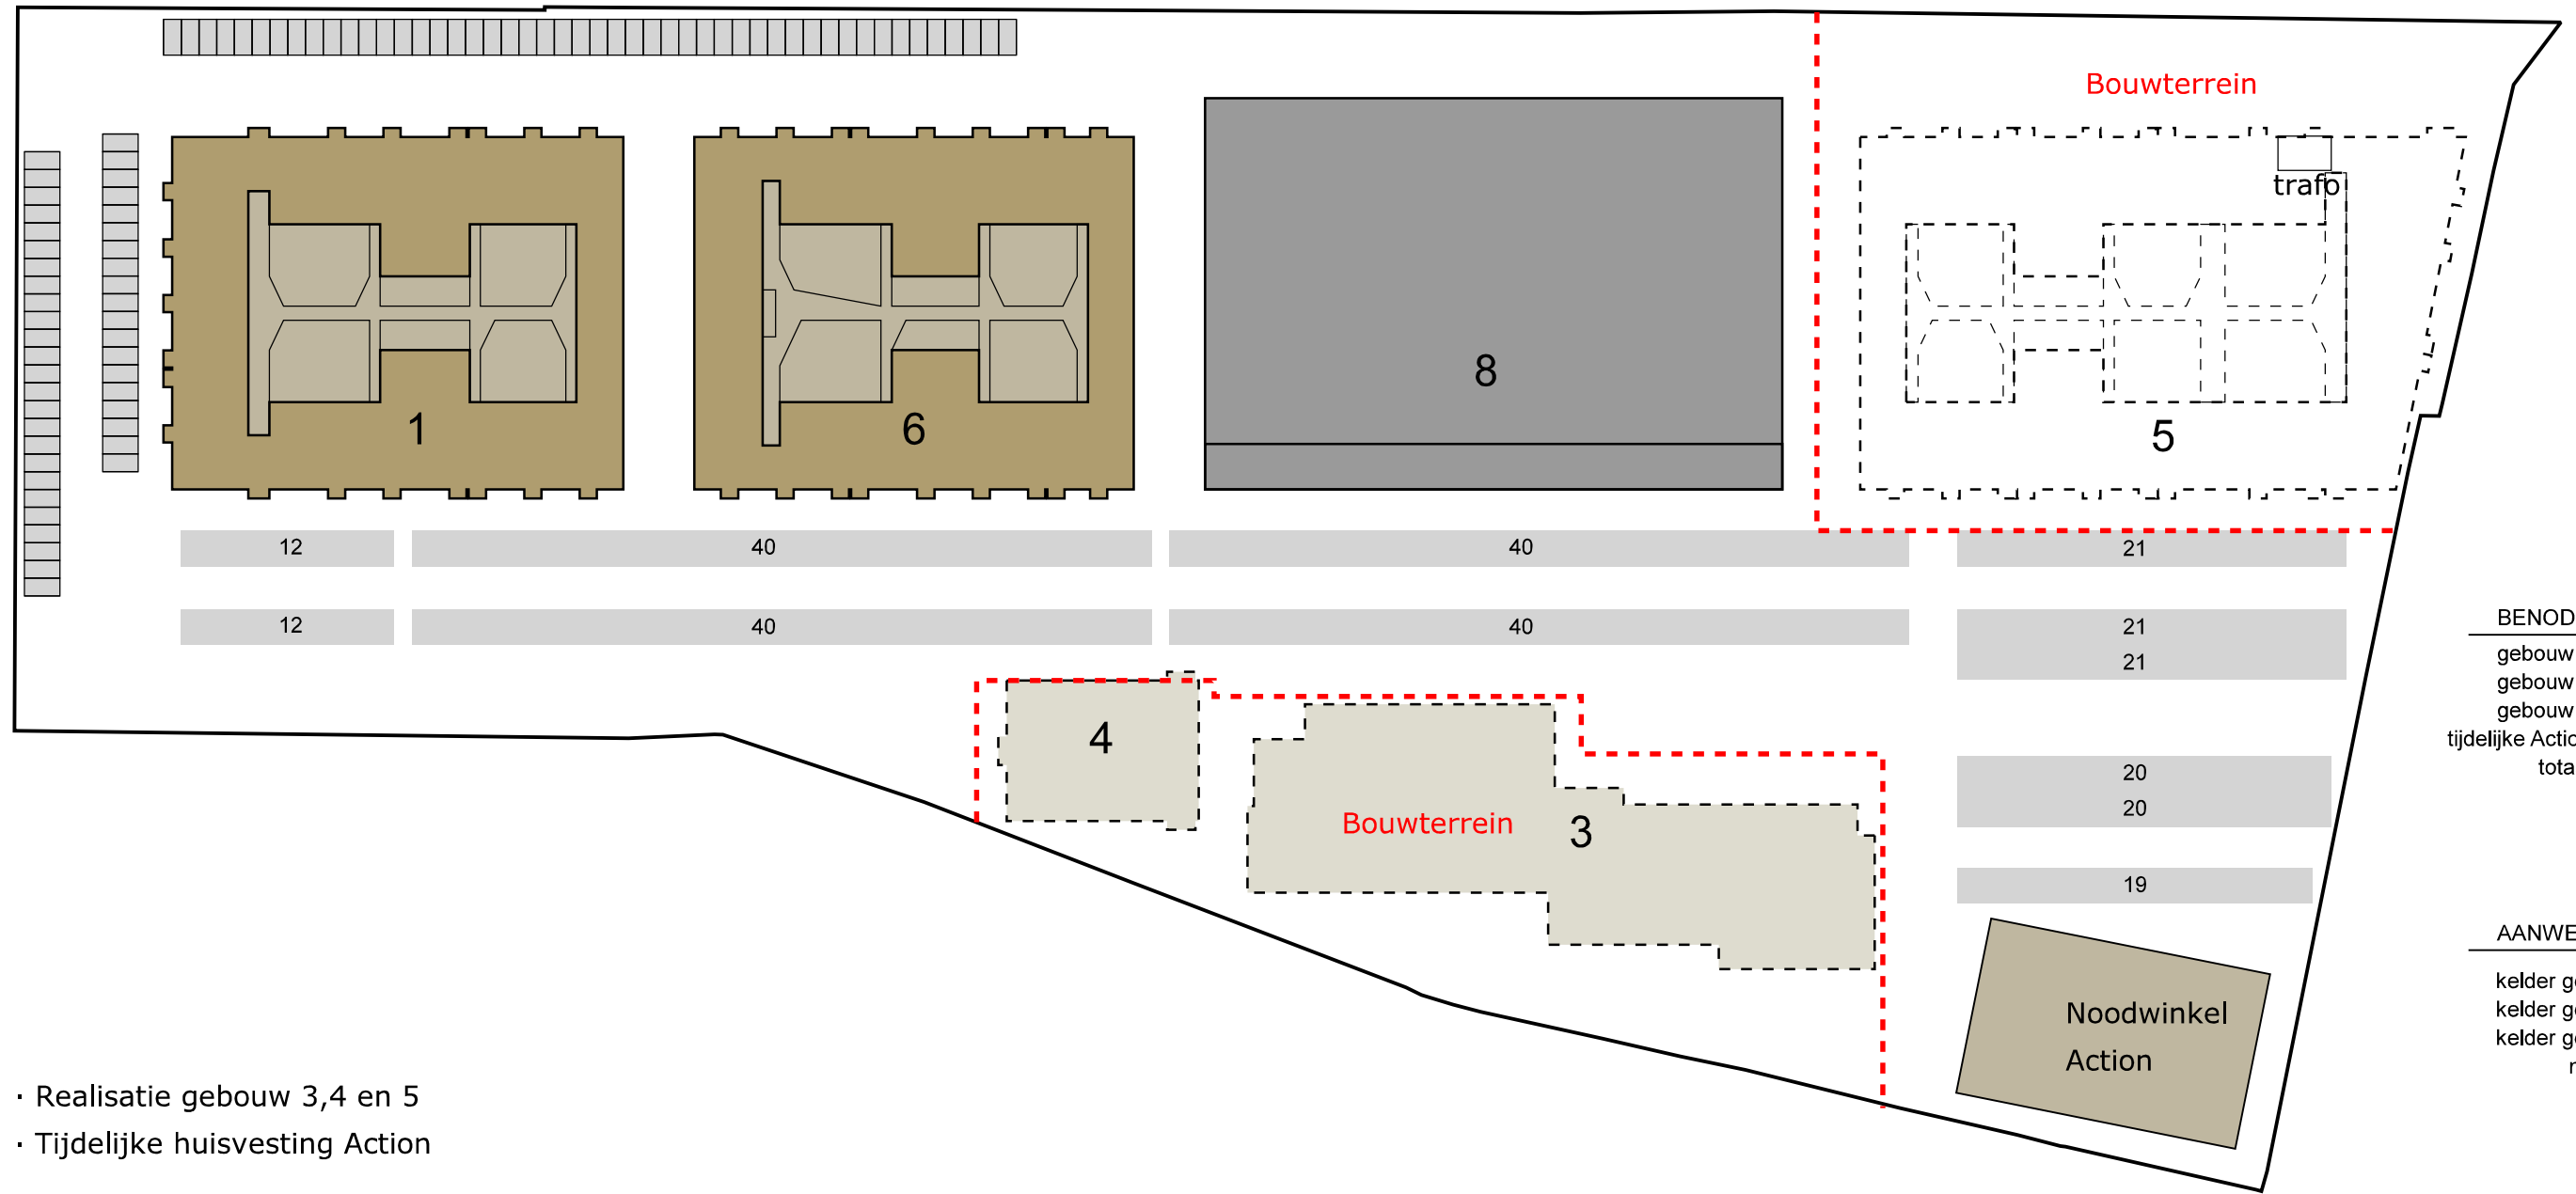 Bouwterrein
trafo
8
1
6
5
12 40 40 21
12 40 40 21
21
4
20
20
Bouwterrein 3
19
Noodwinkel
Action
BENOD
gebouw
gebouw
gebouw
tijdelijke Actio
tota
AANWE
kelder g
kelder g
kelder g
· Realisatie gebouw 3,4 en 5
· Tijdelijke huisvesting Action